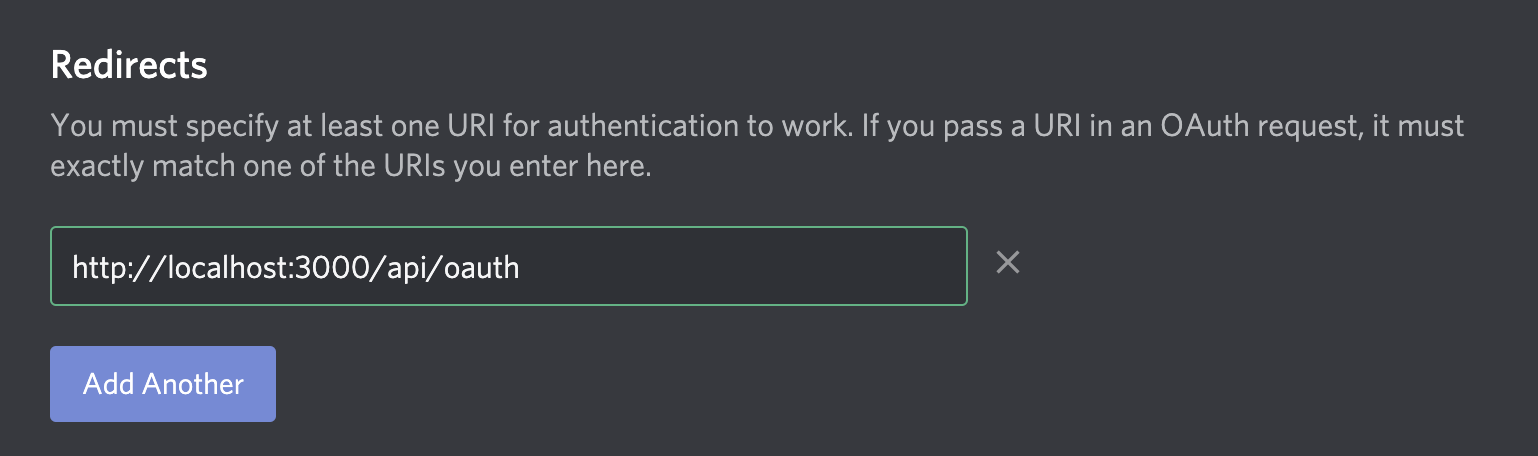 Redirects
You must specify at least one URI for authentication to work. If you pass a URI in an OAuth request, it must
exactly match one of the URIs you enter here.
http://localhost:3000/api/oauth
Add Another